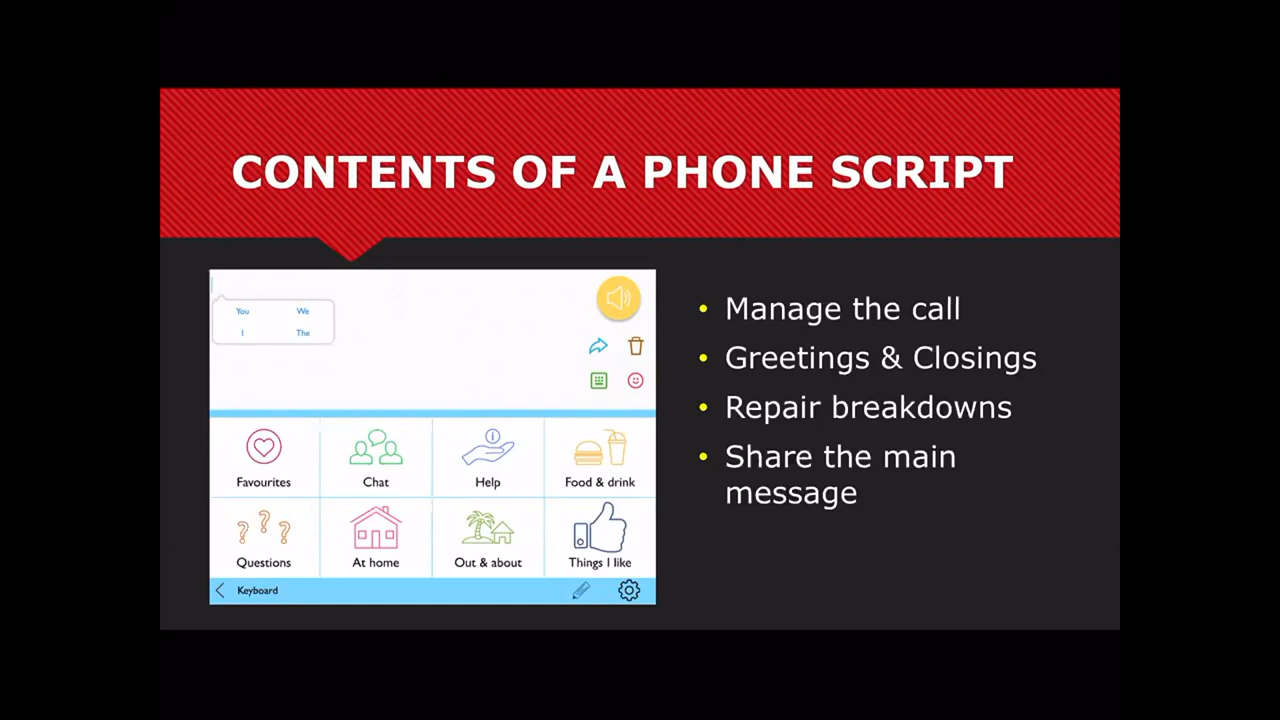 CONTENTS OF A PHONE SCRIPT
You We
I The
Favourites Chat Help Food & drink
Questions At home Out & about Things I like
Keyboard
• Manage the call
• Greetings & Closings
• Repair breakdowns
• Share the main
message